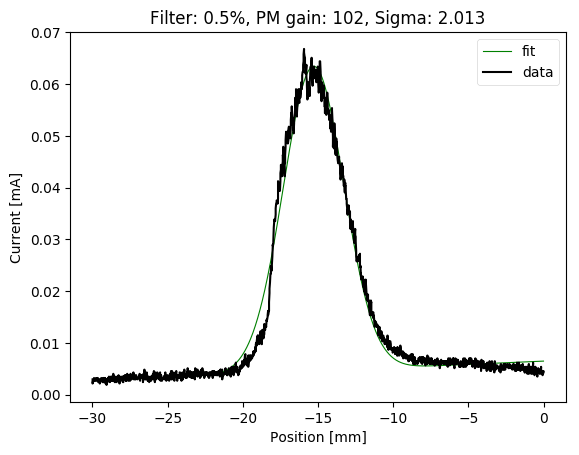 Filter: 0.5%, PM gain: 102, Sigma: 2.013
fit
data
0.07
0.06
0.05
0.04
0.03
0.02
0.01
0.00
Current [mA]
−30 −25 −20 −15 −10 −5 0
Position [mm]